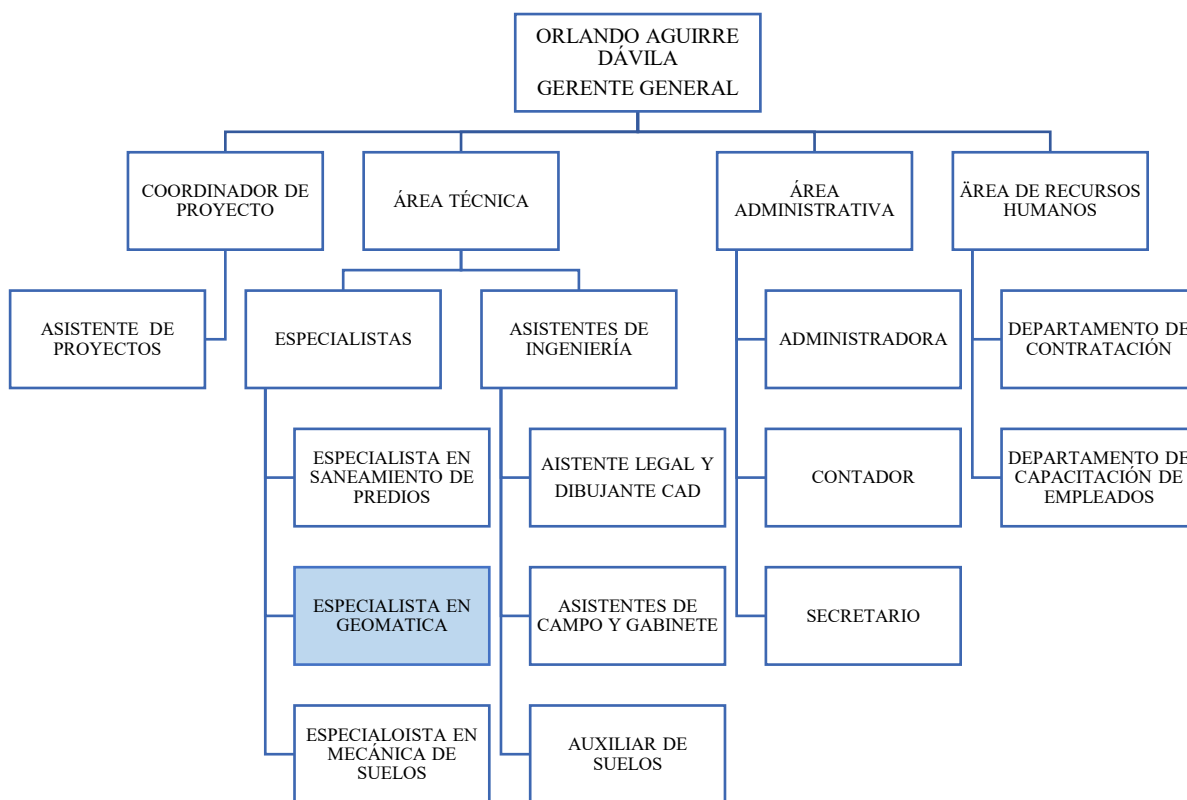 ORLANDO AGUIRRE
DÁVILA
GERENTE GENERAL
COORDINADOR DE
PROYECTO
ÁREA TÉCNICA
ÁREA
ADMINISTRATIVA
ÄREA DE RECURSOS
HUMANOS
ASISTENTE DE
PROYECTOS
ESPECIALISTAS
ASISTENTES DE
INGENIERÍA
ADMINISTRADORA
DEPARTAMENTO DE
CONTRATACIÓN
ESPECIALISTA EN
SANEAMIENTO DE
PREDIOS
AISTENTE LEGAL Y
DIBUJANTE CAD
CONTADOR
DEPARTAMENTO DE
CAPACITACIÓN DE
EMPLEADOS
ESPECIALISTA EN
GEOMATICA
ASISTENTES DE
CAMPO Y GABINETE
SECRETARIO
ESPECIALOISTA EN
MECÁNICA DE
SUELOS
AUXILIAR DE
SUELOS